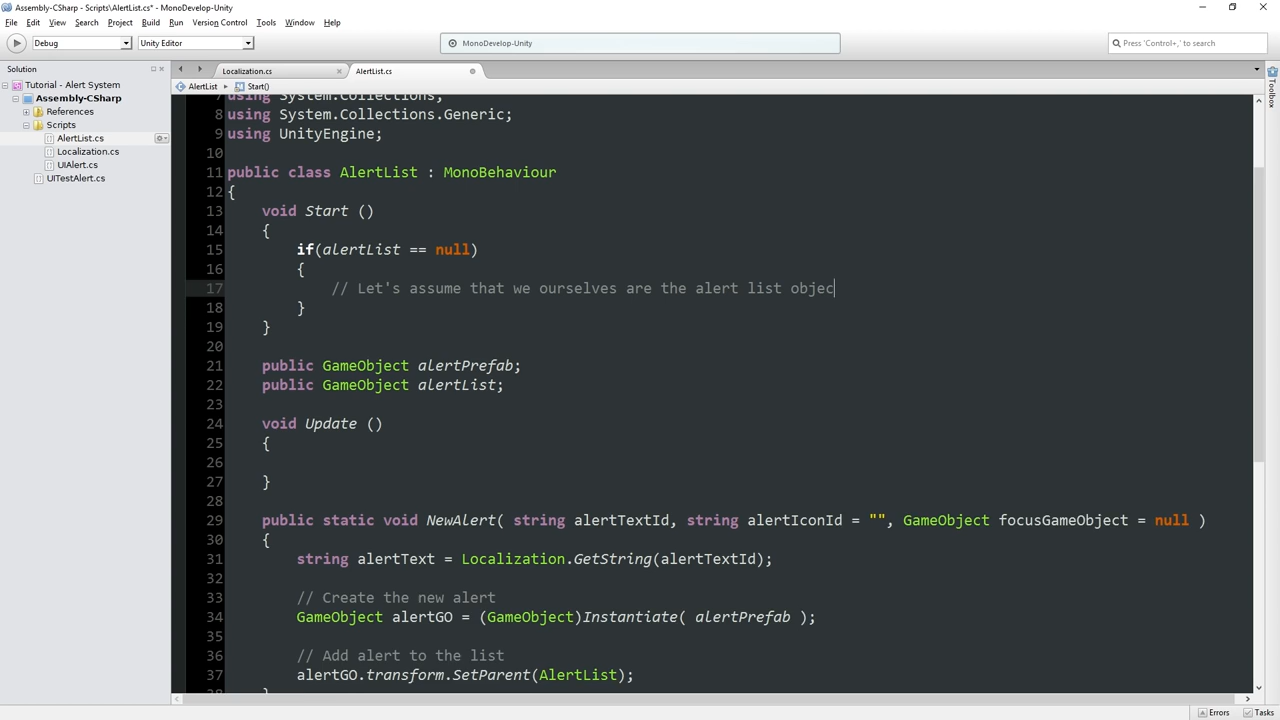 Assembly-CSharp - Scripts\AlertList.cs* - MonoDevelop-Unity
File Edit View Search Project Build Run Version Control Tools Window Help
Debug Unity Editor MonoDevelop-Unity Press 'Control+,' to search
Solution Localization.cs AlertList.cs
AlertList Start()
Toolbox
Tutorial - Alert System
Assembly-CSharp
References
Scripts
AlertList.cs
Localization.cs
UIAlert.cs
UITestAlert.cs
7 using System.Collections;
8 using System.Collections.Generic;
9 using UnityEngine;
10
11 public class AlertList : MonoBehaviour
12 {
13 void Start ()
14 {
15 if(alertList == null)
16 {
17 // Let's assume that we ourselves are the alert list objec
18 }
19 }
20
21 public GameObject alertPrefab;
22 public GameObject alertList;
23
24 void Update ()
25 {
26
27 }
28
29 public static void NewAlert( string alertTextId, string alertIconId = "", GameObject focusGameObject = null )
30 {
31 string alertText = Localization.GetString(alertTextId);
32
33 // Create the new alert
34 GameObject alertGO = (GameObject)Instantiate( alertPrefab );
35
36 // Add alert to the list
37 alertGO.transform.SetParent(AlertList);
38 }
Errors Tasks